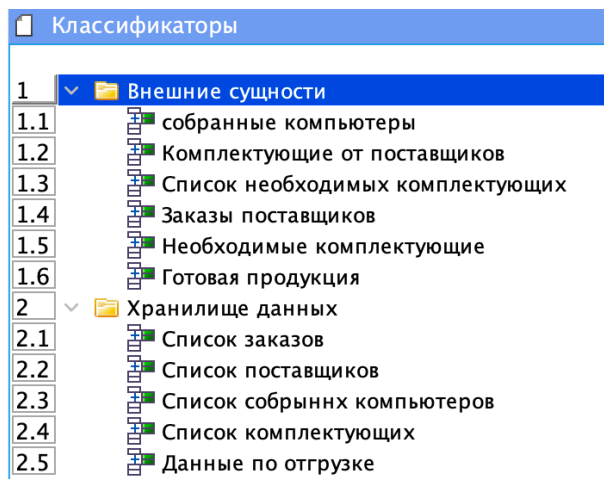 Классификаторы
1 Внешние сущности
1.1 собранные компьютеры
1.2 Комплектующие от поставщиков
1.3 Список необходимых комплектующих
1.4 Заказы поставщиков
1.5 Необходимые комплектующие
1.6 Готовая продукция
2 Хранилище данных
2.1 Список заказов
2.2 Список поставщиков
2.3 Список собрыннх компьютеров
2.4 Список комплектующих
2.5 Данные по отгрузке